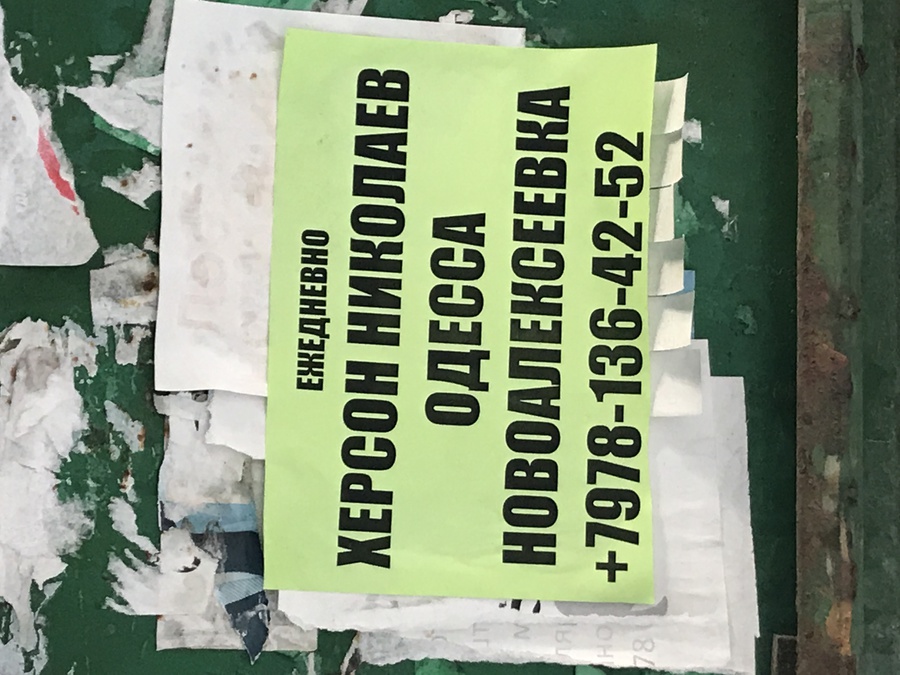 ЕЖЕДНЕВНО
ХЕРСОН НИКОЛАЕВ
ОДЕССА
НОВОАЛЕКСЕЕВКА
+7978-136-42-52